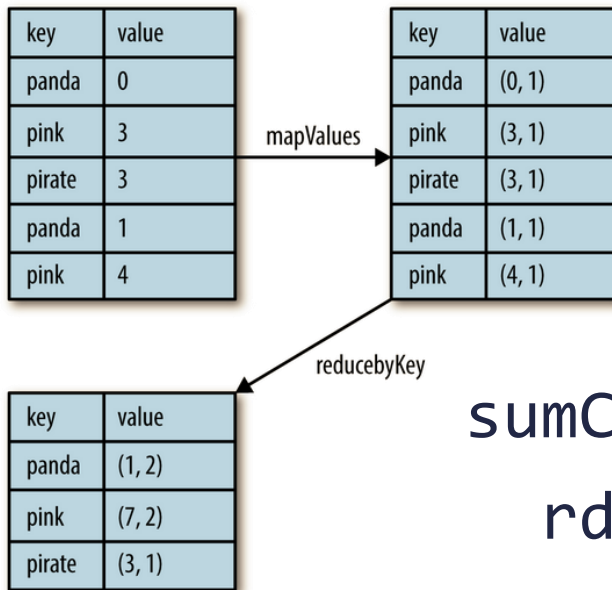 key value
panda 0
pink 3
pirate 3
panda 1
pink 4
mapValues
key value
panda (0, 1)
pink (3, 1)
pirate (3, 1)
panda (1, 1)
pink (4, 1)
reducebyKey
key value
panda (1, 2)
pink (7, 2)
pirate (3, 1)
sumC
rd